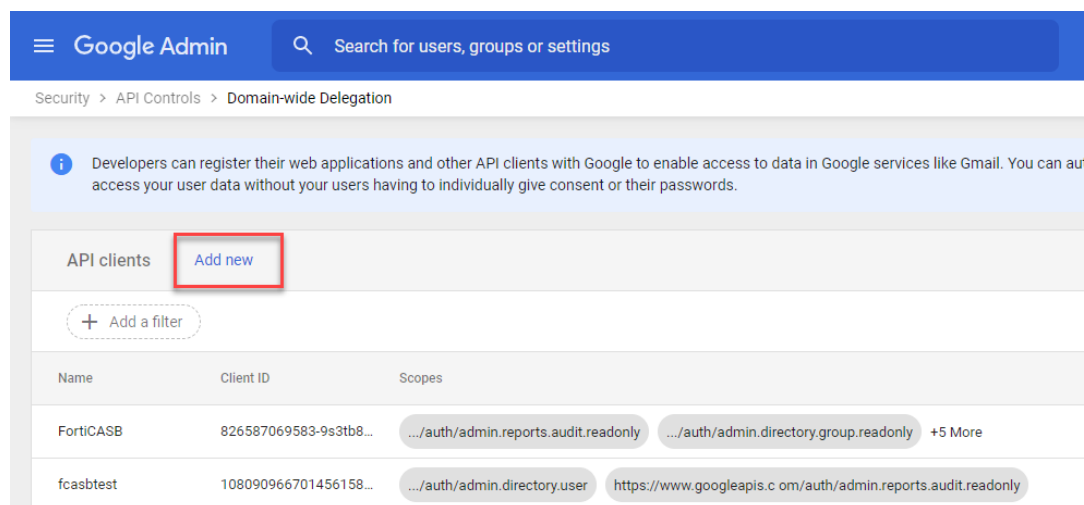 Google Admin
Search for users, groups or settings
Security > API Controls > Domain-wide Delegation
Developers can register their web applications and other API clients with Google to enable access to data in Google services like Gmail. You can au
access your user data without your users having to individually give consent or their passwords.
API clients Add new
+ Add a filter
Name Client ID Scopes
FortiCASB 826587069583-9s3tb8... .../auth/admin.reports.audit.readonly .../auth/admin.directory.group.readonly +5 More
fcasbtest 108090966701456158... .../auth/admin.directory.user https://www.googleapis.c om/auth/admin.reports.audit.readonly